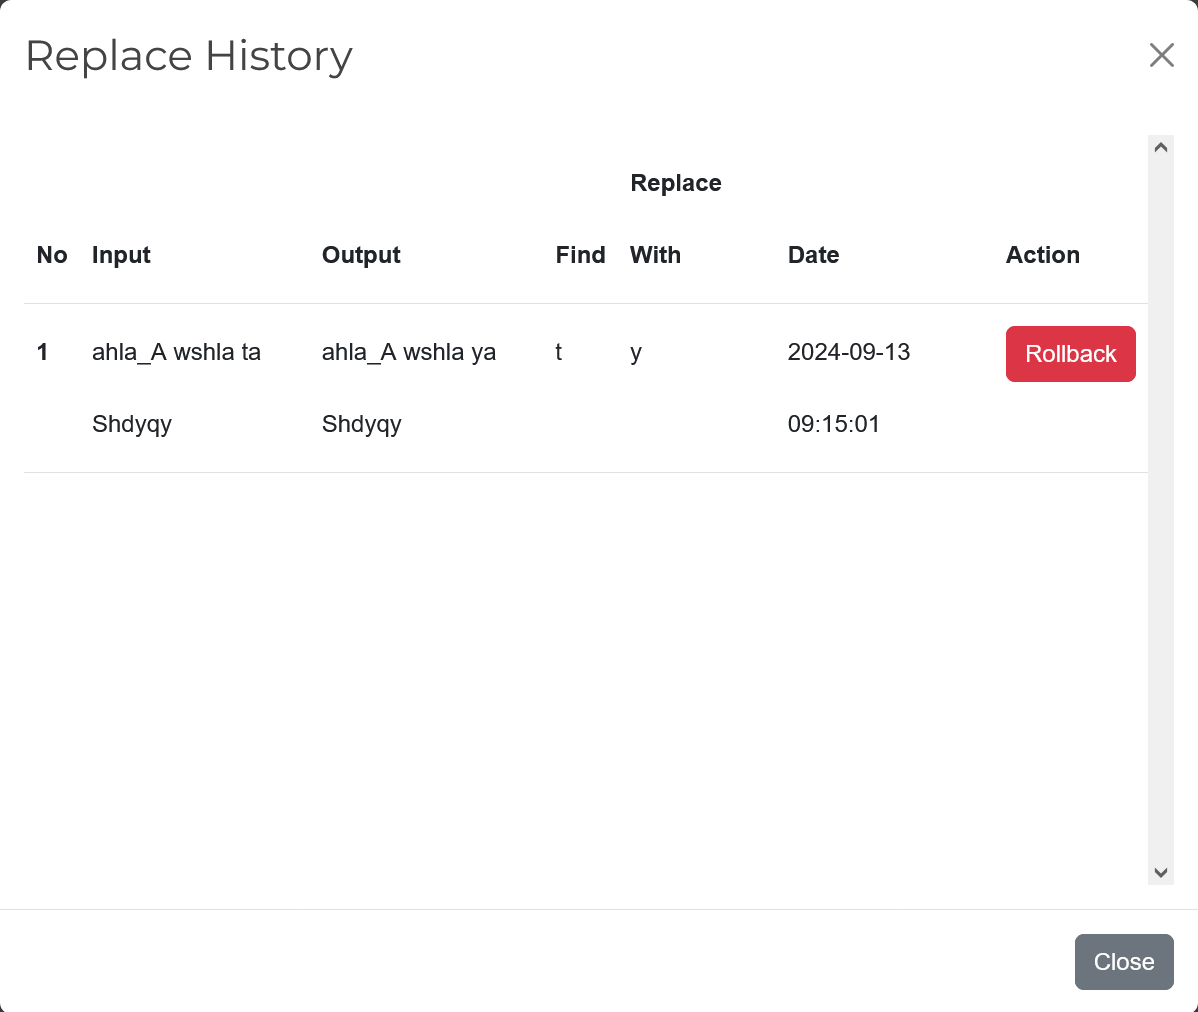 Replace History
Replace
No Input Output Find With Date Action
1 ahla_A wshla ta ahla_A wshla ya t y 2024-09-13 Rollback
Shdyqy Shdyqy 09:15:01
Close